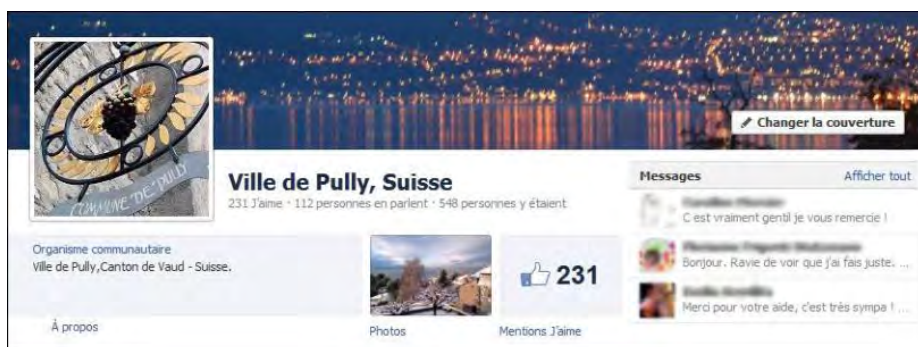 Changer la couverture
COMMUNE DE PULLY
Ville de Pully, Suisse
231 J'aime · 112 personnes en parlent · 548 personnes y étaient
Organisme communautaire
Ville de Pully,Canton de Vaud - Suisse.
À propos
Photos
231
Mentions J'aime
Messages
Afficher tout
C est vraiment gentil je vous remercie !
Bonjour. Ravie de voir que j'ai fais juste. ...
Merci pour votre aide, c'est très sympa ! ...